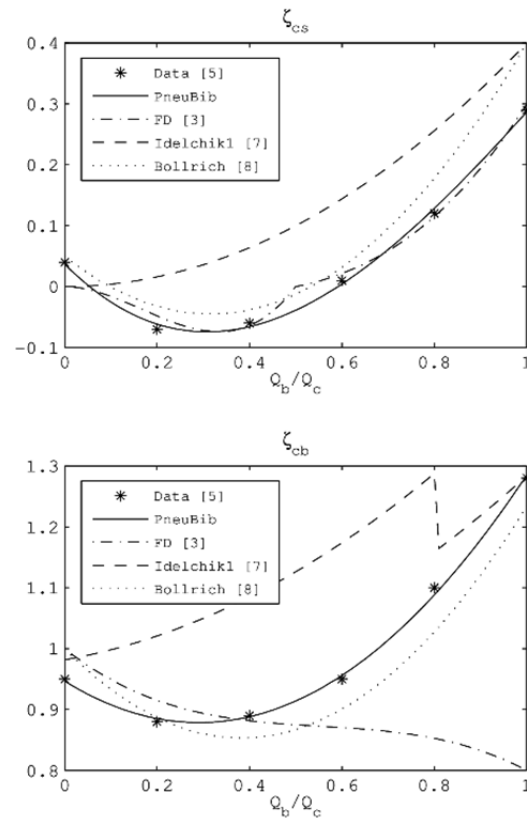 ζcs
0.4
0.3
0.2
0.1
0
-0.1
Data [5]
PneuBib
FD [3]
Idelchik1 [7]
Bollrich [8]
0 0.2 0.4 0.6 0.8 1
Qb/Qc
ζcb
1.3
1.2
1.1
1
0.9
0.8
Data [5]
PneuBib
FD [3]
Idelchik1 [7]
Bollrich [8]
0 0.2 0.4 0.6 0.8 1
Qb/Qc